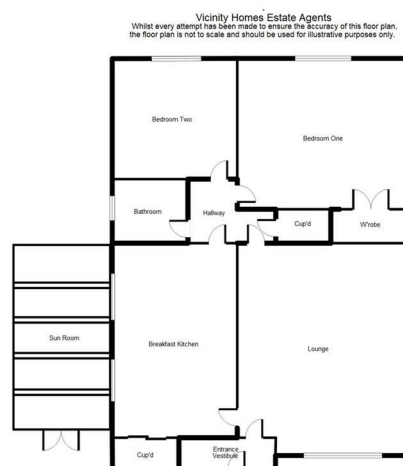 Vicinity Homes Estate Agents
Whilst every attempt has been made to ensure the accuracy of this floor plan,
the floor plan is not to scale and should be used for illustrative purposes only.
Bedroom Two
Bedroom One
Bathroom
Hallway
Cup'd
W'robe
Sun Room
Breakfast Kitchen
Lounge
Cup'd
Entrance
Vestibule